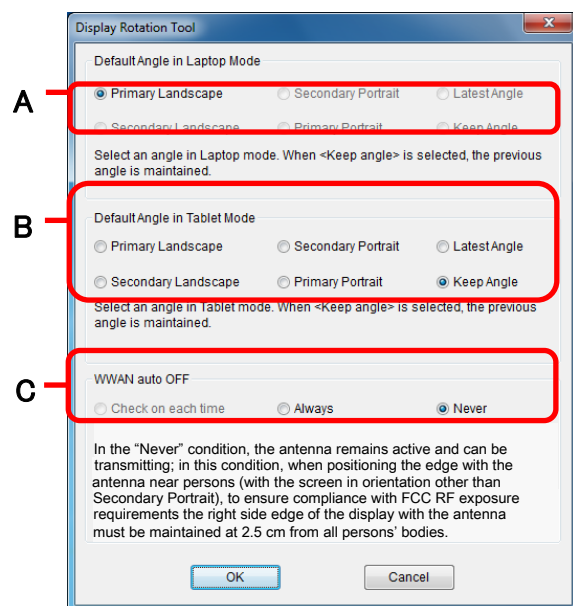 Display Rotation Tool
Default Angle in Laptop Mode
A
Primary Landscape Secondary Portrait Latest Angle
Secondary Landscape Primary Portrait Keep Angle
Select an angle in Laptop mode. When <Keep angle> is selected, the previous
angle is maintained.
B
Default Angle in Tablet Mode
Primary Landscape Secondary Portrait Latest Angle
Secondary Landscape Primary Portrait Keep Angle
Select an angle in Tablet mode. When <Keep angle> is selected, the previous
angle is maintained.
C
WWAN auto OFF
Check on each time Always Never
In the “Never” condition, the antenna remains active and can be
transmitting; in this condition, when positioning the edge with the
antenna near persons (with the screen in orientation other than
Secondary Portrait), to ensure compliance with FCC RF exposure
requirements the right side edge of the display with the antenna
must be maintained at 2.5 cm from all persons’ bodies.
OK Cancel